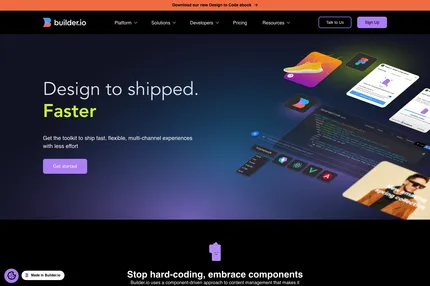 Download our new Design to Code ebook →
builder.io
Platform
Solutions
Developers
Pricing
Resources
Talk to Us
Sign Up
Design to shipped.
Faster
Get the toolkit to ship fast, flexible, multi-channel experiences
with less effort
Get started
Stop hard-coding, embrace components
Builder.io uses a component-driven approach to content management that makes it
Made in Builder.io